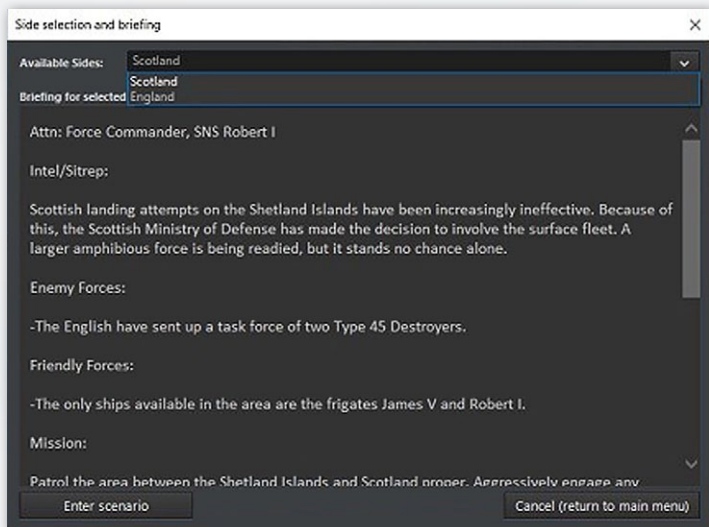 Side selection and briefing
Available Sides: Scotland
Scotland
Briefing for selected England
Attn: Force Commander, SNS Robert I
Intel/Sitrep:
Scottish landing attempts on the Shetland Islands have been increasingly ineffective. Because of
this, the Scottish Ministry of Defense has made the decision to involve the surface fleet. A
larger amphibious force is being readied, but it stands no chance alone.
Enemy Forces:
-The English have sent up a task force of two Type 45 Destroyers.
Friendly Forces:
-The only ships available in the area are the frigates James V and Robert I.
Mission:
Patrol the area between the Shetland Islands and Scotland proper. Aggressively engage any
Enter scenario
Cancel (return to main menu)